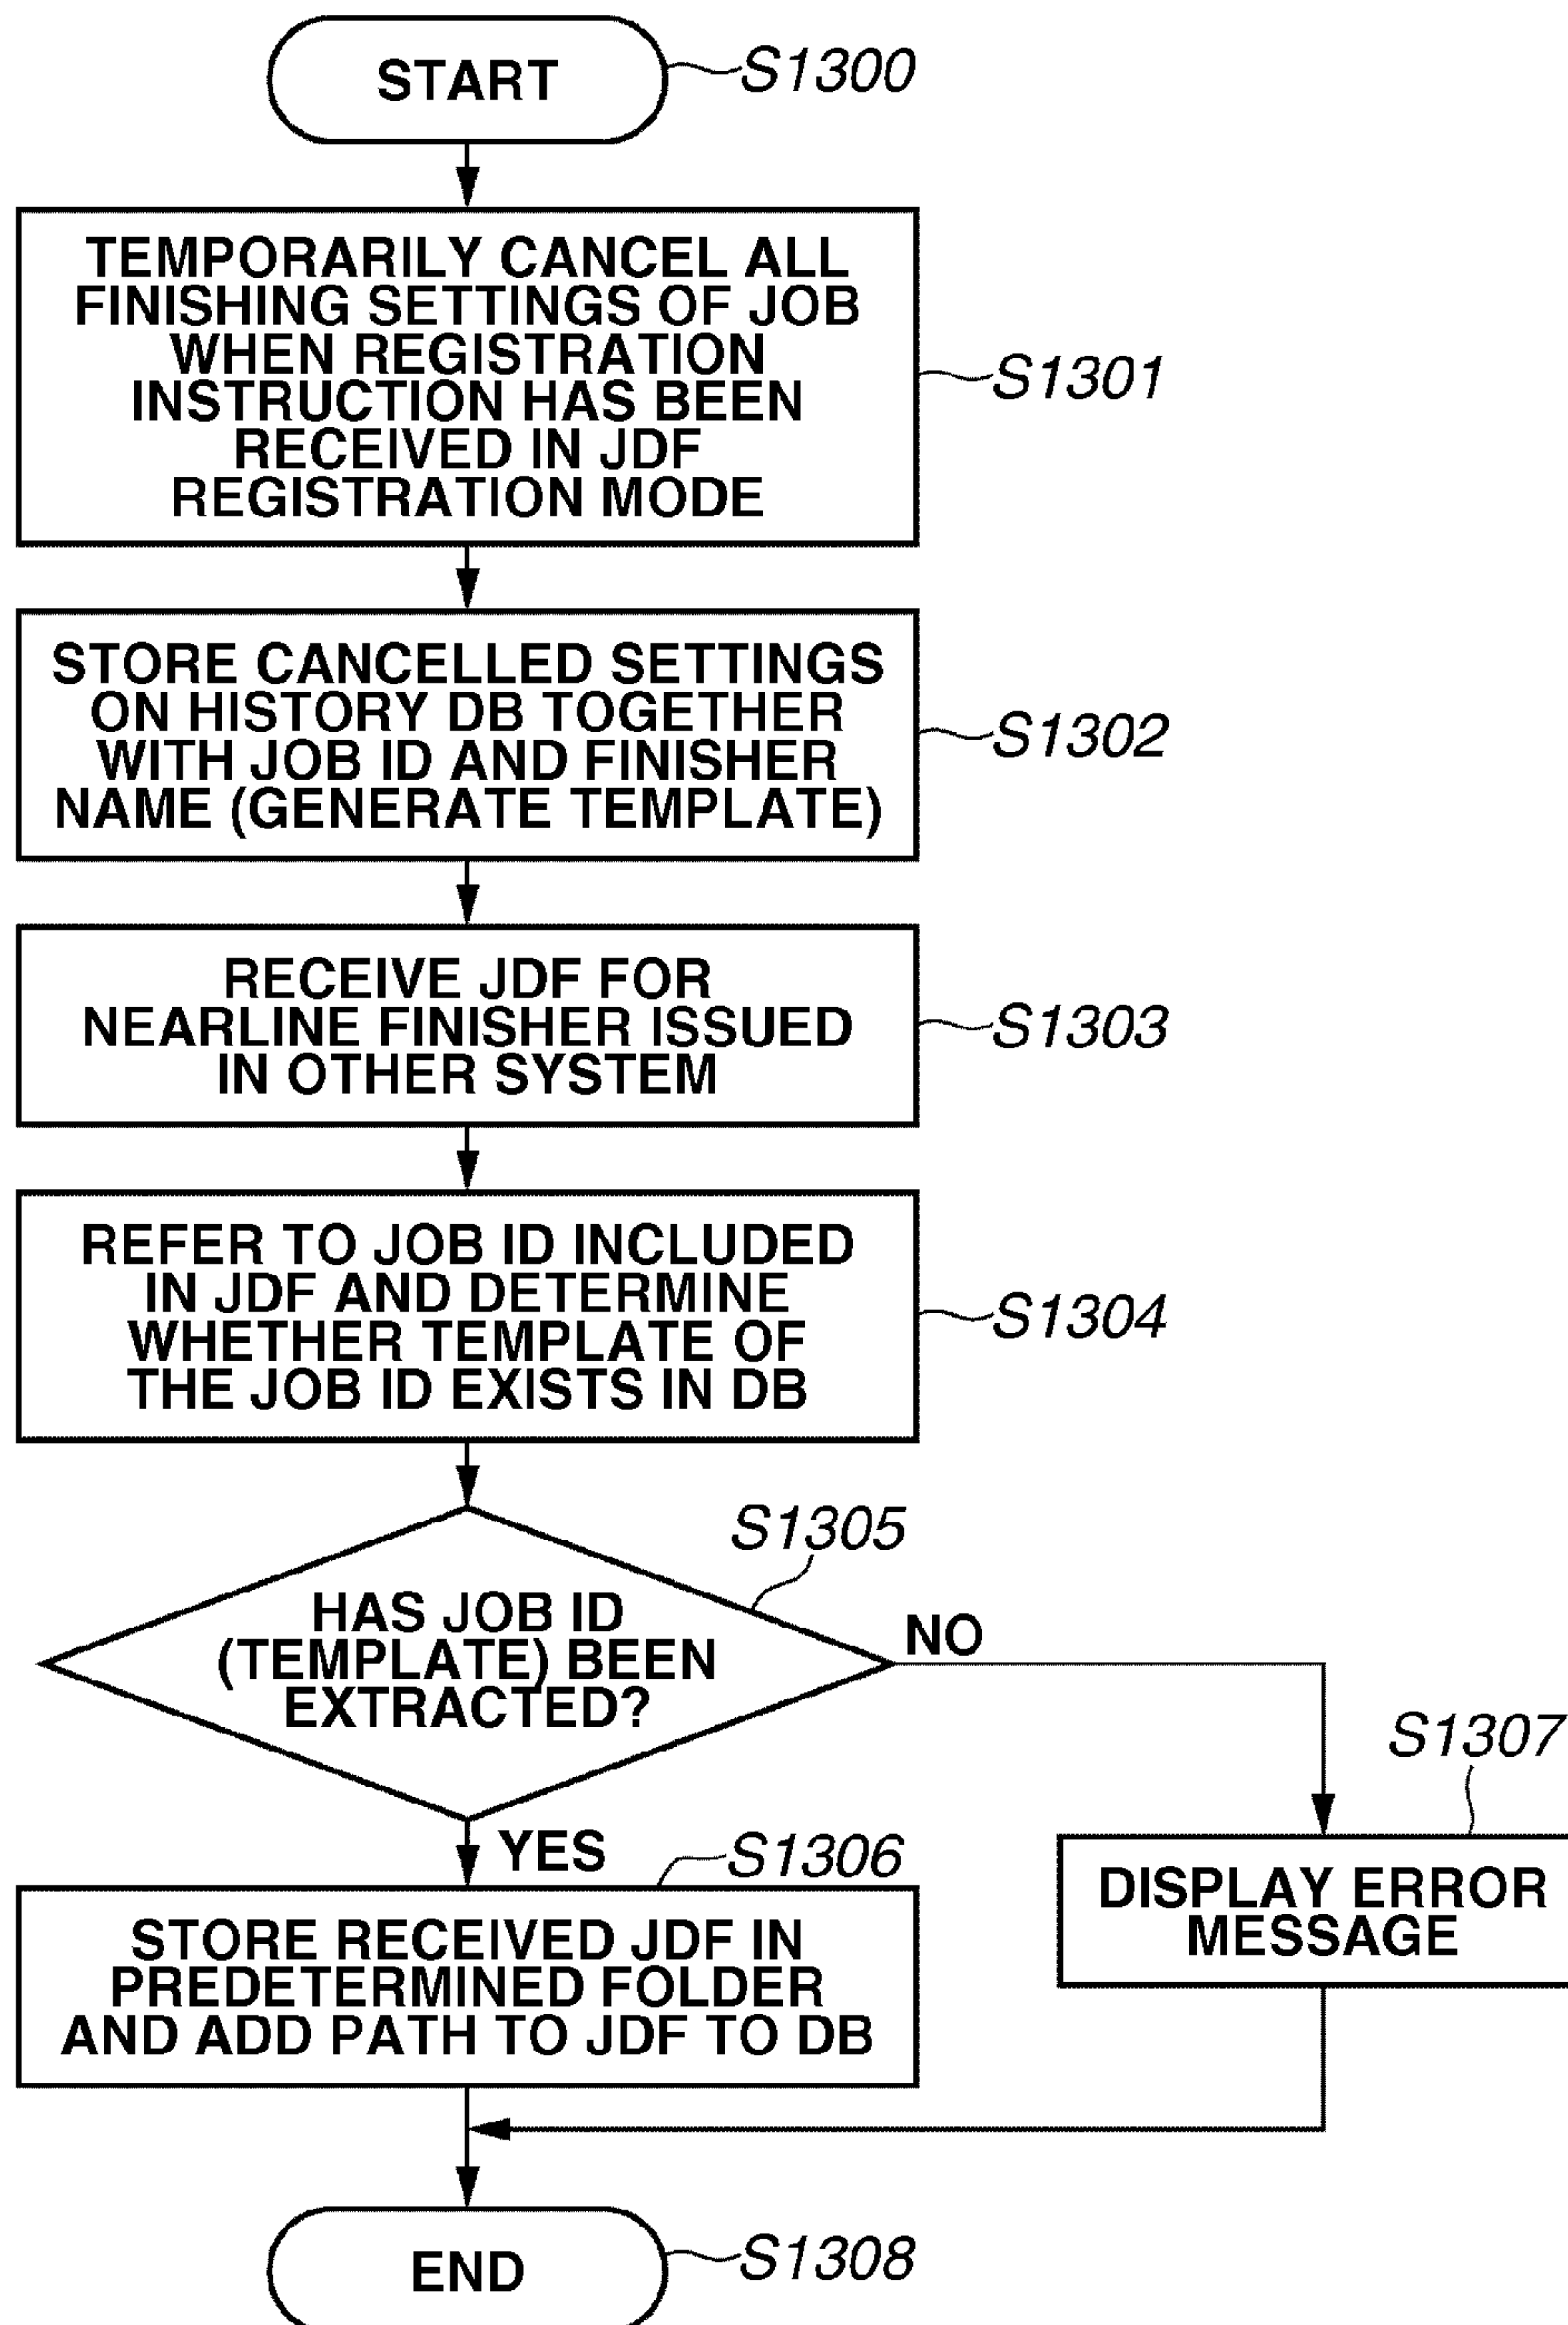 START
S1300
TEMPORARILY CANCEL ALL
FINISHING SETTINGS OF JOB
WHEN REGISTRATION
INSTRUCTION HAS BEEN
RECEIVED IN JDF
REGISTRATION MODE
S1301
STORE CANCELLED SETTINGS
ON HISTORY DB TOGETHER
WITH JOB ID AND FINISHER
NAME (GENERATE TEMPLATE)
S1302
RECEIVE JDF FOR
NEARLINE FINISHER ISSUED
IN OTHER SYSTEM
S1303
REFER TO JOB ID INCLUDED
IN JDF AND DETERMINE
WHETHER TEMPLATE OF
THE JOB ID EXISTS IN DB
S1304
S1305
HAS JOB ID
(TEMPLATE) BEEN
EXTRACTED?
NO
YES
S1306
STORE RECEIVED JDF IN
PREDETERMINED FOLDER
AND ADD PATH TO JDF TO DB
S1307
DISPLAY ERROR
MESSAGE
END
S1308